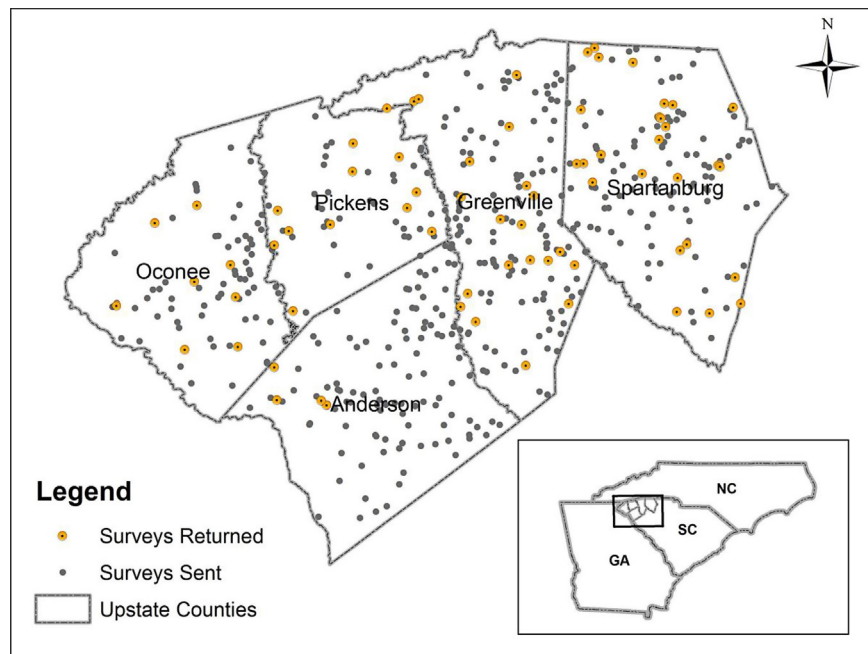 N
Pickens
Greenville
Spartanburg
Oconee
Anderson
Legend
Surveys Returned
Surveys Sent
Upstate Counties
NC
SC
GA